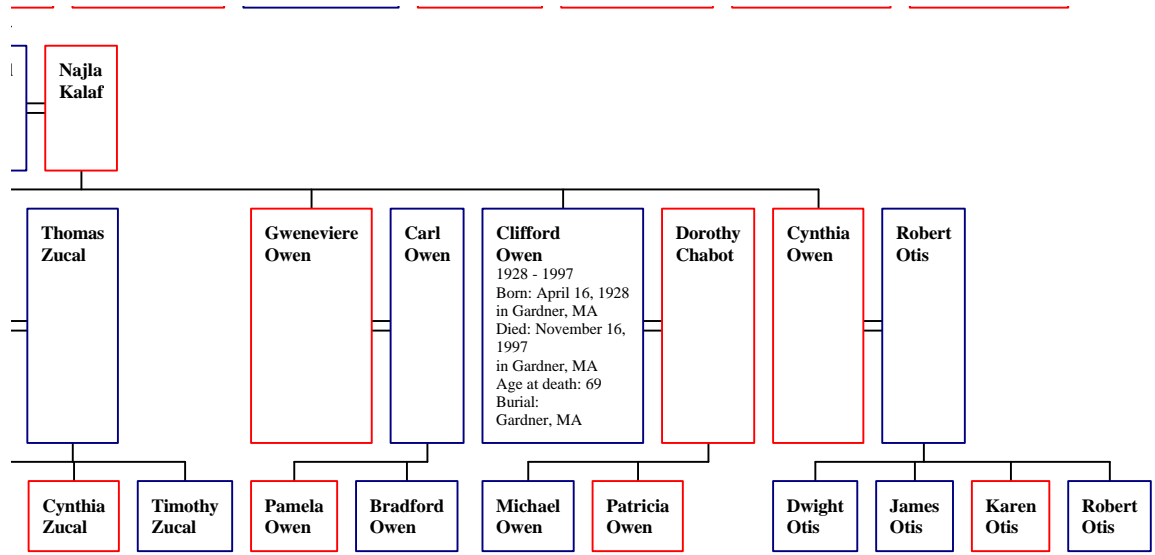 Najla
Kalaf
Thomas
Zucal
Gweneviere
Owen
Carl
Owen
Clifford
Owen
1928 - 1997
Born: April 16, 1928
in Gardner, MA
Died: November 16,
1997
in Gardner, MA
Age at death: 69
Burial:
Gardner, MA
Dorothy
Chabot
Cynthia
Owen
Robert
Otis
Cynthia
Zucal
Timothy
Zucal
Pamela
Owen
Bradford
Owen
Michael
Owen
Patricia
Owen
Dwight
Otis
James
Otis
Karen
Otis
Robert
Otis